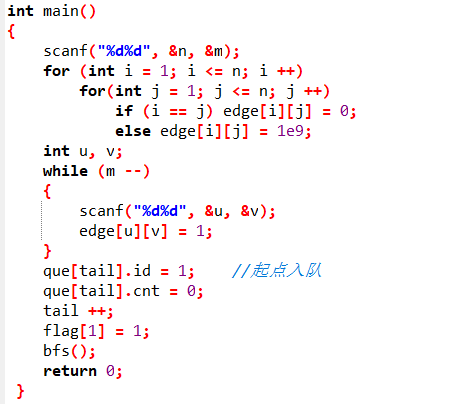 int main()
{
    scanf("%d%d", &n, &m);
    for (int i = 1; i <= n; i ++)
        for(int j = 1; j <= n; j ++)
            if (i == j) edge[i][j] = 0;
            else edge[i][j] = 1e9;
    int u, v;
    while (m --)
    {
        scanf("%d%d", &u, &v);
        edge[u][v] = 1;
    }
    que[tail].id = 1;    //起点入队
    que[tail].cnt = 0;
    tail ++;
    flag[1] = 1;
    bfs();
    return 0;
}